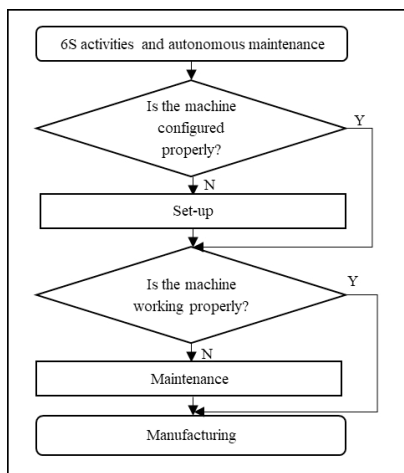 6S activities and autonomous maintenance
Is the machine
configured
properly?
Y
N
Set-up
Is the machine
working properly?
Y
N
Maintenance
Manufacturing